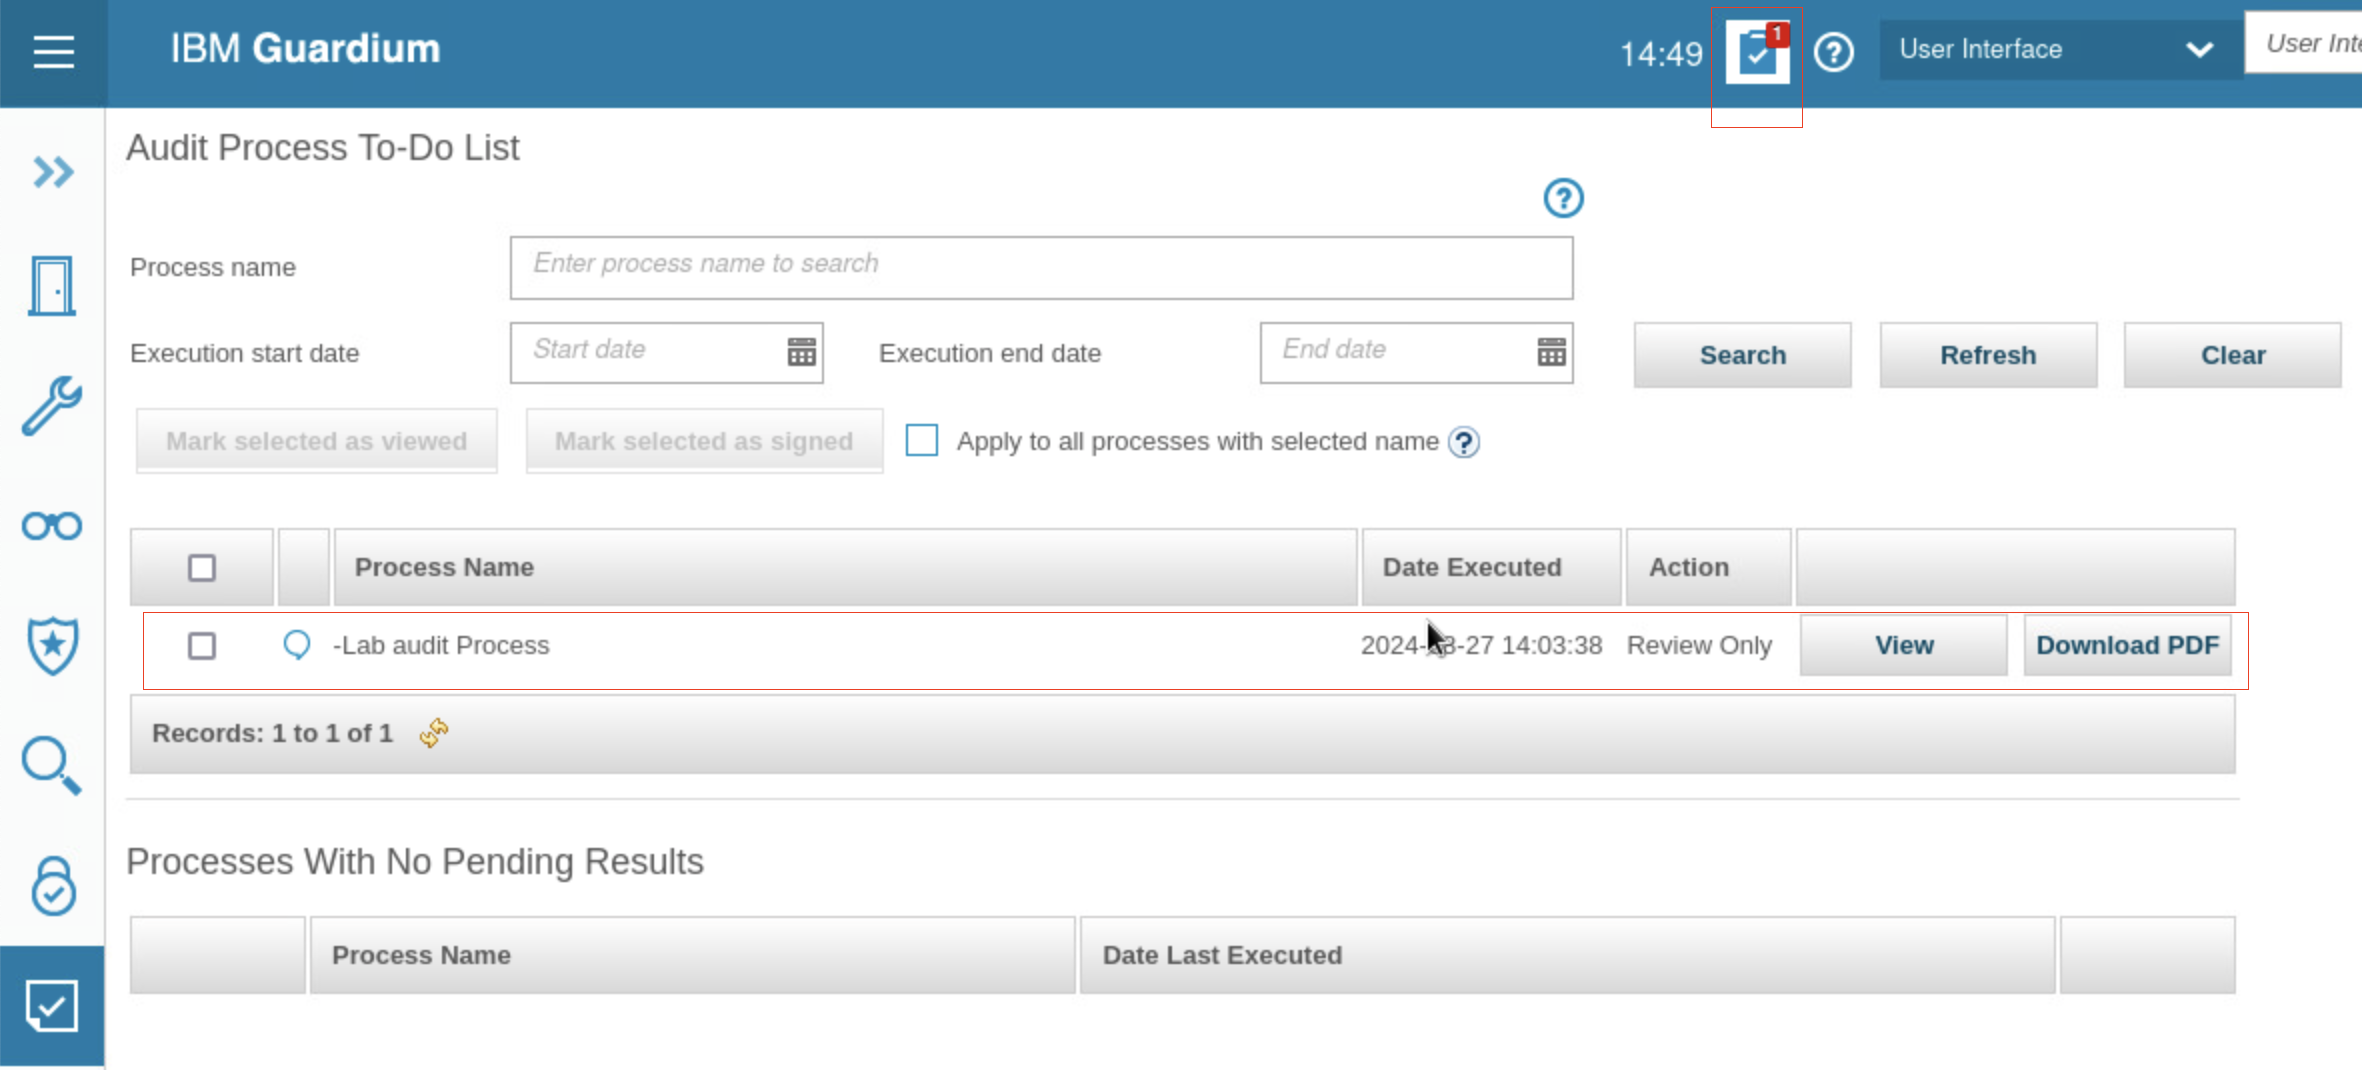 IBM Guardium
14:49
1
User Interface
User Inte
Audit Process To-Do List
Process name
Enter process name to search
Execution start date
Start date
Execution end date
End date
Search
Refresh
Clear
Mark selected as viewed
Mark selected as signed
Apply to all processes with selected name
Process Name
Date Executed
Action
-Lab audit Process
14:03:38
Review Only
View
Download PDF
Records: 1 to 1 of 1
Processes With No Pending Results
Process Name
Date Last Executed